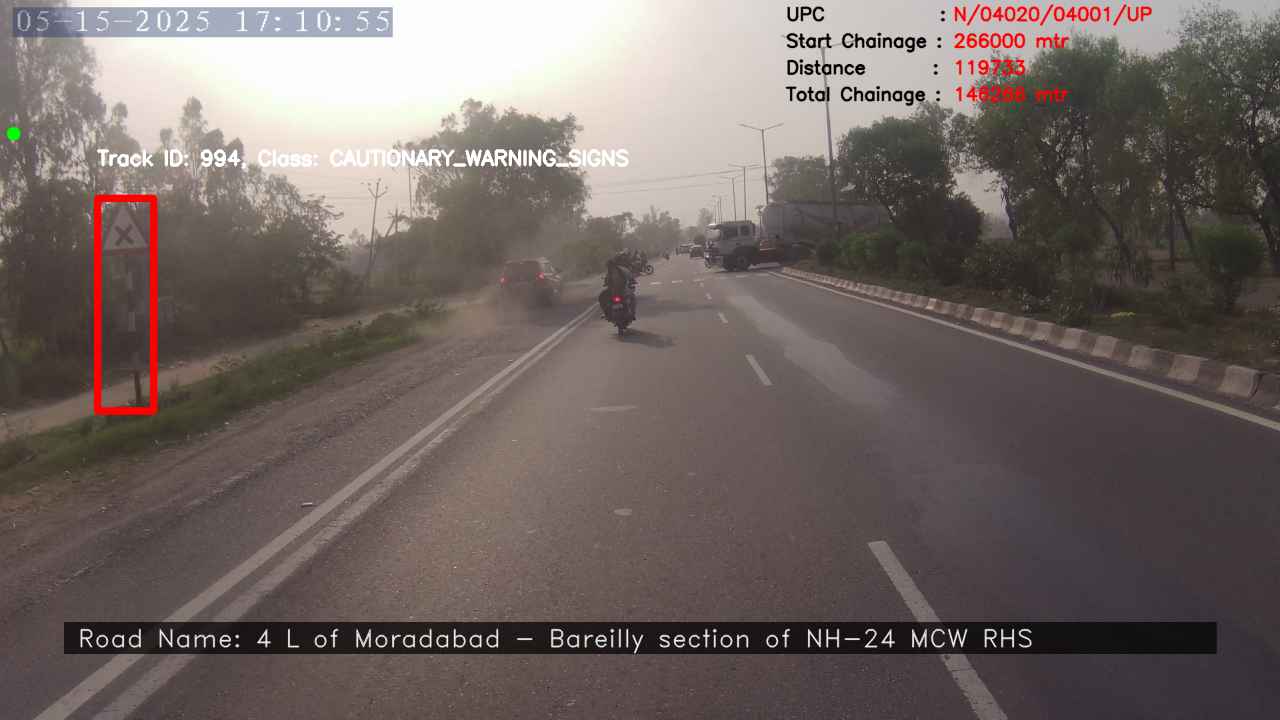 05-15-2025 17:10:55
UPC : N/04020/04001/UP
Start Chainage : 266000 mtr
Distance : 119733
Total Chainage : 146266 mtr
Track ID: 994, Class: CAUTIONARY_WARNING_SIGNS
Road Name: 4 L of Moradabad - Bareilly section of NH-24 MCW RHS